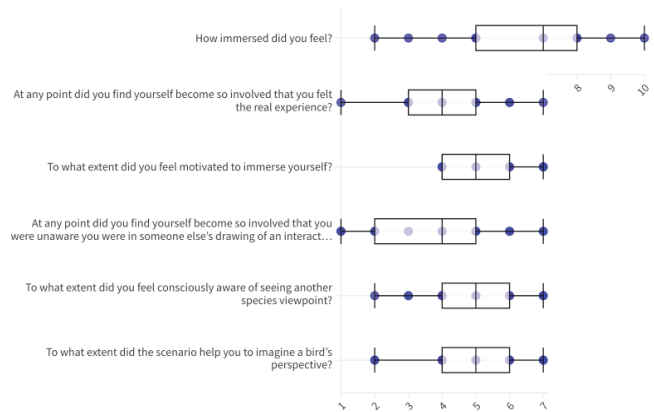 How immersed did you feel?
8 9 10
At any point did you find yourself become so involved that you felt
the real experience?
To what extent did you feel motivated to immerse yourself?
At any point did you find yourself become so involved that you
were unaware you were in someone else's drawing of an interact…
To what extent did you feel consciously aware of seeing another
species viewpoint?
To what extent did the scenario help you to imagine a bird's
perspective?
1 2 3 4 5 6 7